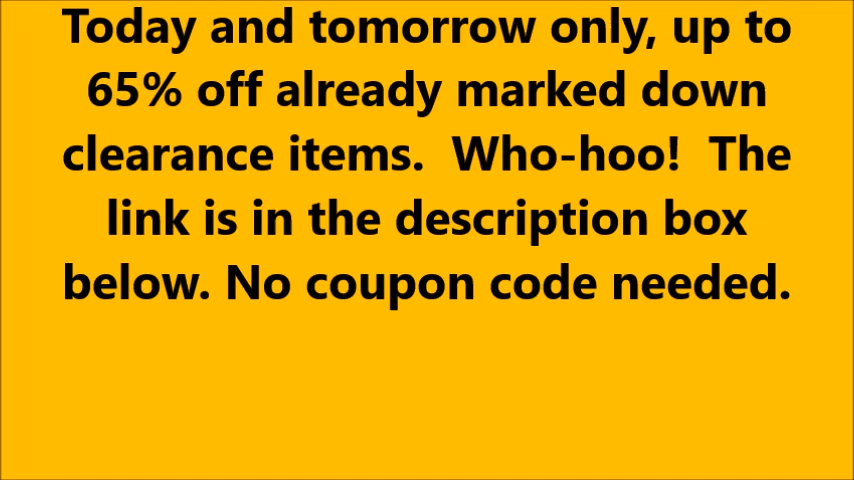 Today and tomorrow only, up to
65% off already marked down
clearance items.  Who-hoo!  The
link is in the description box
below. No coupon code needed.